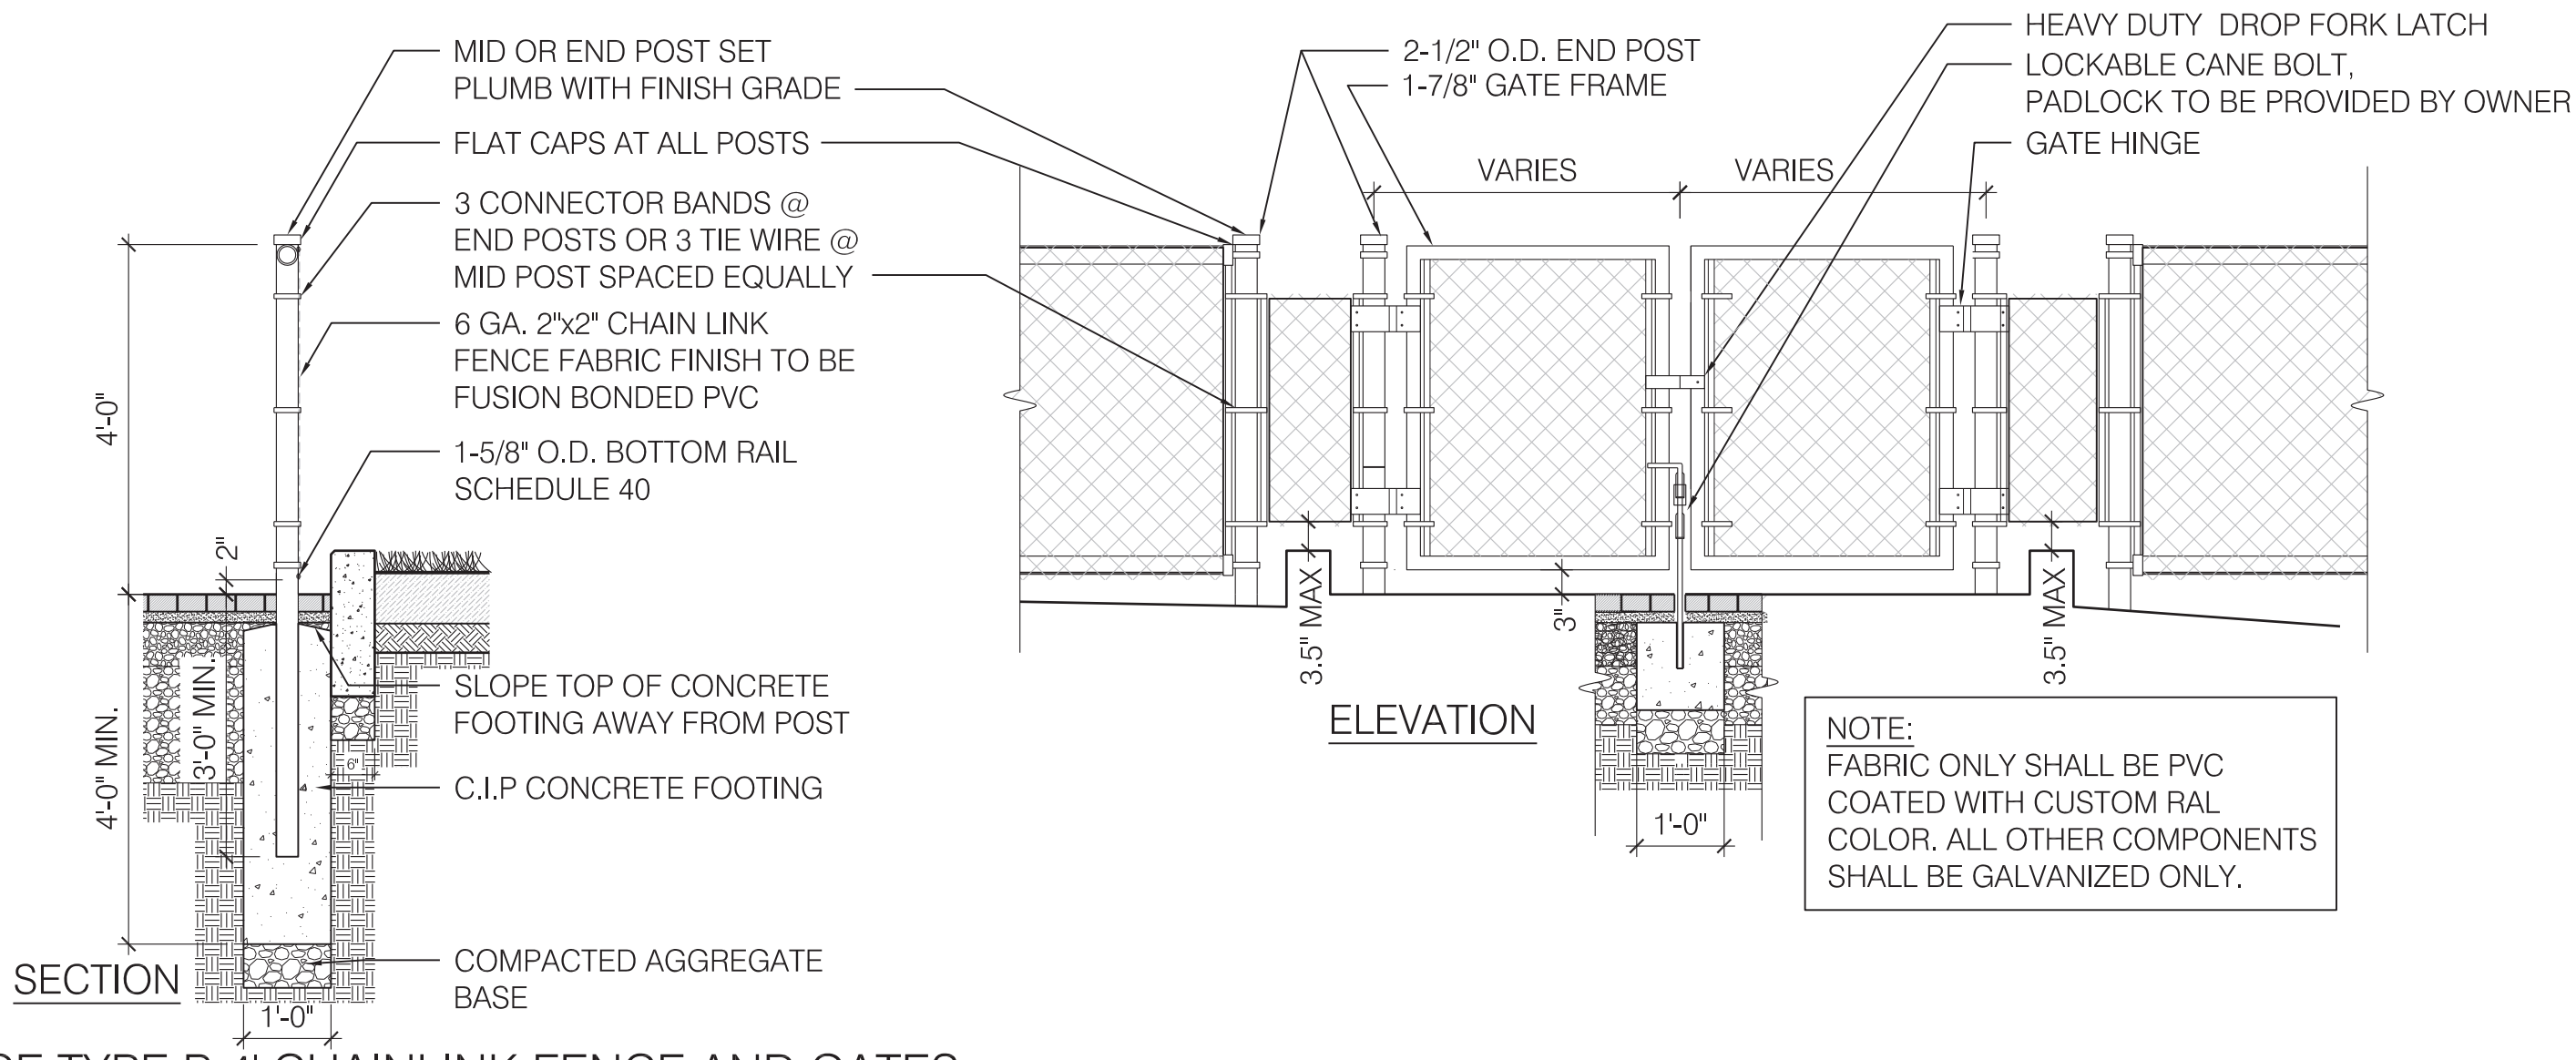 MID OR END POST SET
PLUMB WITH FINISH GRADE
FLAT CAPS AT ALL POSTS
3 CONNECTOR BANDS @
END POSTS OR 3 TIE WIRE @
MID POST SPACED EQUALLY
6 GA. 2"x2" CHAIN LINK
FENCE FABRIC FINISH TO BE
FUSION BONDED PVC
1-5/8" O.D. BOTTOM RAIL
SCHEDULE 40
SLOPE TOP OF CONCRETE
FOOTING AWAY FROM POST
C.I.P CONCRETE FOOTING
COMPACTED AGGREGATE
BASE
4'-0"
2"
4'-0" MIN.
3'-0" MIN.
6"
1'-0"
SECTION
2-1/2" O.D. END POST
1-7/8" GATE FRAME
HEAVY DUTY DROP FORK LATCH
LOCKABLE CANE BOLT,
PADLOCK TO BE PROVIDED BY OWNER
GATE HINGE
VARIES
VARIES
3.5" MAX
3"
3.5" MAX
1'-0"
ELEVATION
NOTE:
FABRIC ONLY SHALL BE PVC
COATED WITH CUSTOM RAL
COLOR. ALL OTHER COMPONENTS
SHALL BE GALVANIZED ONLY.
TYPE B 4' CHAINLINK FENCE AND GATES